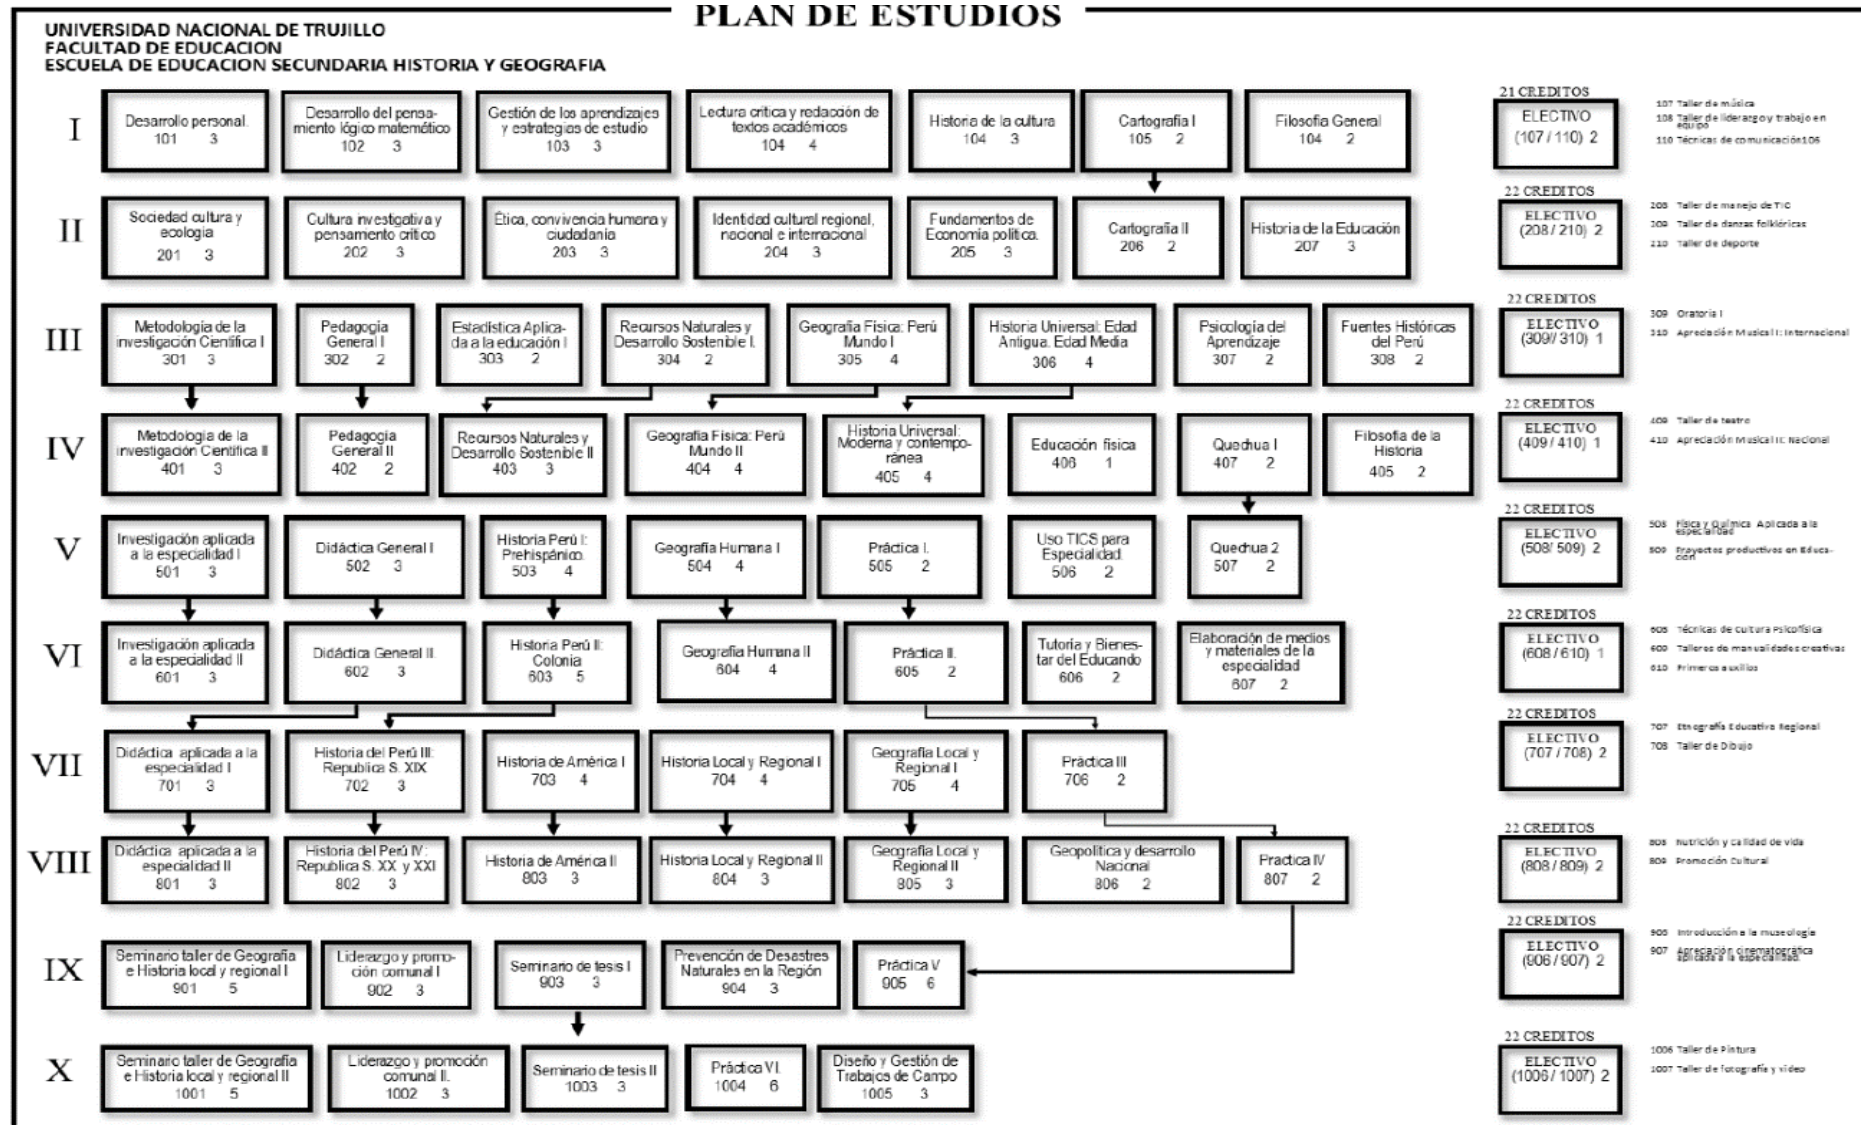 PLAN DE ESTUDIOS
UNIVERSIDAD NACIONAL DE TRUJILLO
FACULTAD DE EDUCACION
ESCUELA DE EDUCACION SECUNDARIA HISTORIA Y GEOGRAFIA
I
Desarrollo personal.
101 3
Desarrollo del pensa-
miento lógico matemático
102 3
Gestión de los aprendizajes
y estrategias de estudio
103 3
Lectura crítica y redacción de
textos académicos
104 4
Historia de la cultura
104 3
Cartografía I
105 2
Filosofía General
104 2
21 CREDITOS
ELECTIVO
(107 / 110) 2
107 Taller de música
108 Taller de liderazgo y trabajo en
equipo
110 Técnicas de comunicación106
II
Sociedad cultura y
ecología
201 3
Cultura investigativa y
pensamiento crítico
202 3
Ética, convivencia humana y
ciudadanía
203 3
Identidad cultural regional,
nacional e internacional
204 3
Fundamentos de
Economía política.
205 3
Cartografía II
206 2
Historia de la Educación
207 3
22 CREDITOS
ELECTIVO
(208 / 210) 2
208 Taller de manejo de TIC
209 Taller de danzas folklóricas
210 Taller de deporte
III
Metodología de la
investigación Científica I
301 3
Pedagogía
General I
302 2
Estadística Aplica-
da a la educación I
303 2
Recursos Naturales y
Desarrollo Sostenible I.
304 2
Geografía Física: Perú
Mundo I
305 4
Historia Universal: Edad
Antigua. Edad Media
306 4
Psicología del
Aprendizaje
307 2
Fuentes Históricas
del Perú
308 2
22 CREDITOS
ELECTIVO
(309// 310) 1
309 Oratoria I
310 Apreciación Musical I: Internacional
IV
Metodología de la
investigación Científica II
401 3
Pedagogía
General II
402 2
Recursos Naturales y
Desarrollo Sostenible II
403 3
Geografía Física: Perú
Mundo II
404 4
Historia Universal:
Moderna y contempo-
ránea
405 4
Educación física
406 1
Quechua I
407 2
Filosofía de la
Historia
405 2
22 CREDITOS
ELECTIVO
(409 / 410) 1
409 Taller de teatro
410 Apreciación Musical II: Nacional
V
Investigación aplicada
a la especialidad I
501 3
Didáctica General I
502 3
Historia Perú I:
Prehispánico.
503 4
Geografía Humana I
504 4
Práctica I.
505 2
Uso TICS para
Especialidad.
506 2
Quechua 2
507 2
22 CREDITOS
ELECTIVO
(508/ 509) 2
508 Física y Química Aplicada a la
especialidad
509 Proyectos productivos en Educa-
ción
VI
Investigación aplicada
a la especialidad II
601 3
Didáctica General II.
602 3
Historia Perú II:
Colonia
603 5
Geografía Humana II
604 4
Práctica II.
605 2
Tutoría y Bienes-
tar del Educando
606 2
Elaboración de medios
y materiales de la
especialidad
607 2
22 CREDITOS
ELECTIVO
(608 / 610) 1
608 Técnicas de Cultura Psicofísica
609 Talleres de manualidades creativas
610 Primeros auxilios
VII
Didáctica aplicada a la
especialidad I
701 3
Historia del Perú III:
Republica S. XIX
702 3
Historia de América I
703 4
Historia Local y Regional I
704 4
Geografía Local y
Regional I
705 4
Práctica III
706 2
22 CREDITOS
ELECTIVO
(707 / 708) 2
707 Etnografía Educativa Regional
708 Taller de Dibujo
VIII
Didáctica aplicada a la
especialidad II
801 3
Historia del Perú IV:
Republica S. XX y XXI
802 3
Historia de América II
803 3
Historia Local y Regional II
804 3
Geografía Local y
Regional II
805 3
Geopolítica y desarrollo
Nacional
806 2
Practica IV
807 2
22 CREDITOS
ELECTIVO
(808 / 809) 2
808 Nutrición y calidad de vida
809 Promoción Cultural
IX
Seminario taller de Geografía
e Historia local y regional I
901 5
Liderazgo y promo-
ción comunal I
902 3
Seminario de tesis I
903 3
Prevención de Desastres
Naturales en la Región
904 3
Práctica V
905 6
22 CREDITOS
ELECTIVO
(906 / 907) 2
906 Introducción a la museología
907 Apreciación cinematográfica
aplicada a la especialidad.
X
Seminario taller de Geografía
e Historia local y regional II
1001 5
Liderazgo y promoción
comunal II.
1002 3
Seminario de tesis II
1003 3
Práctica VI.
1004 6
Diseño y Gestión de
Trabajos de Campo
1005 3
22 CREDITOS
ELECTIVO
(1006 / 1007) 2
1006 Taller de Pintura
1007 Taller de fotografía y video